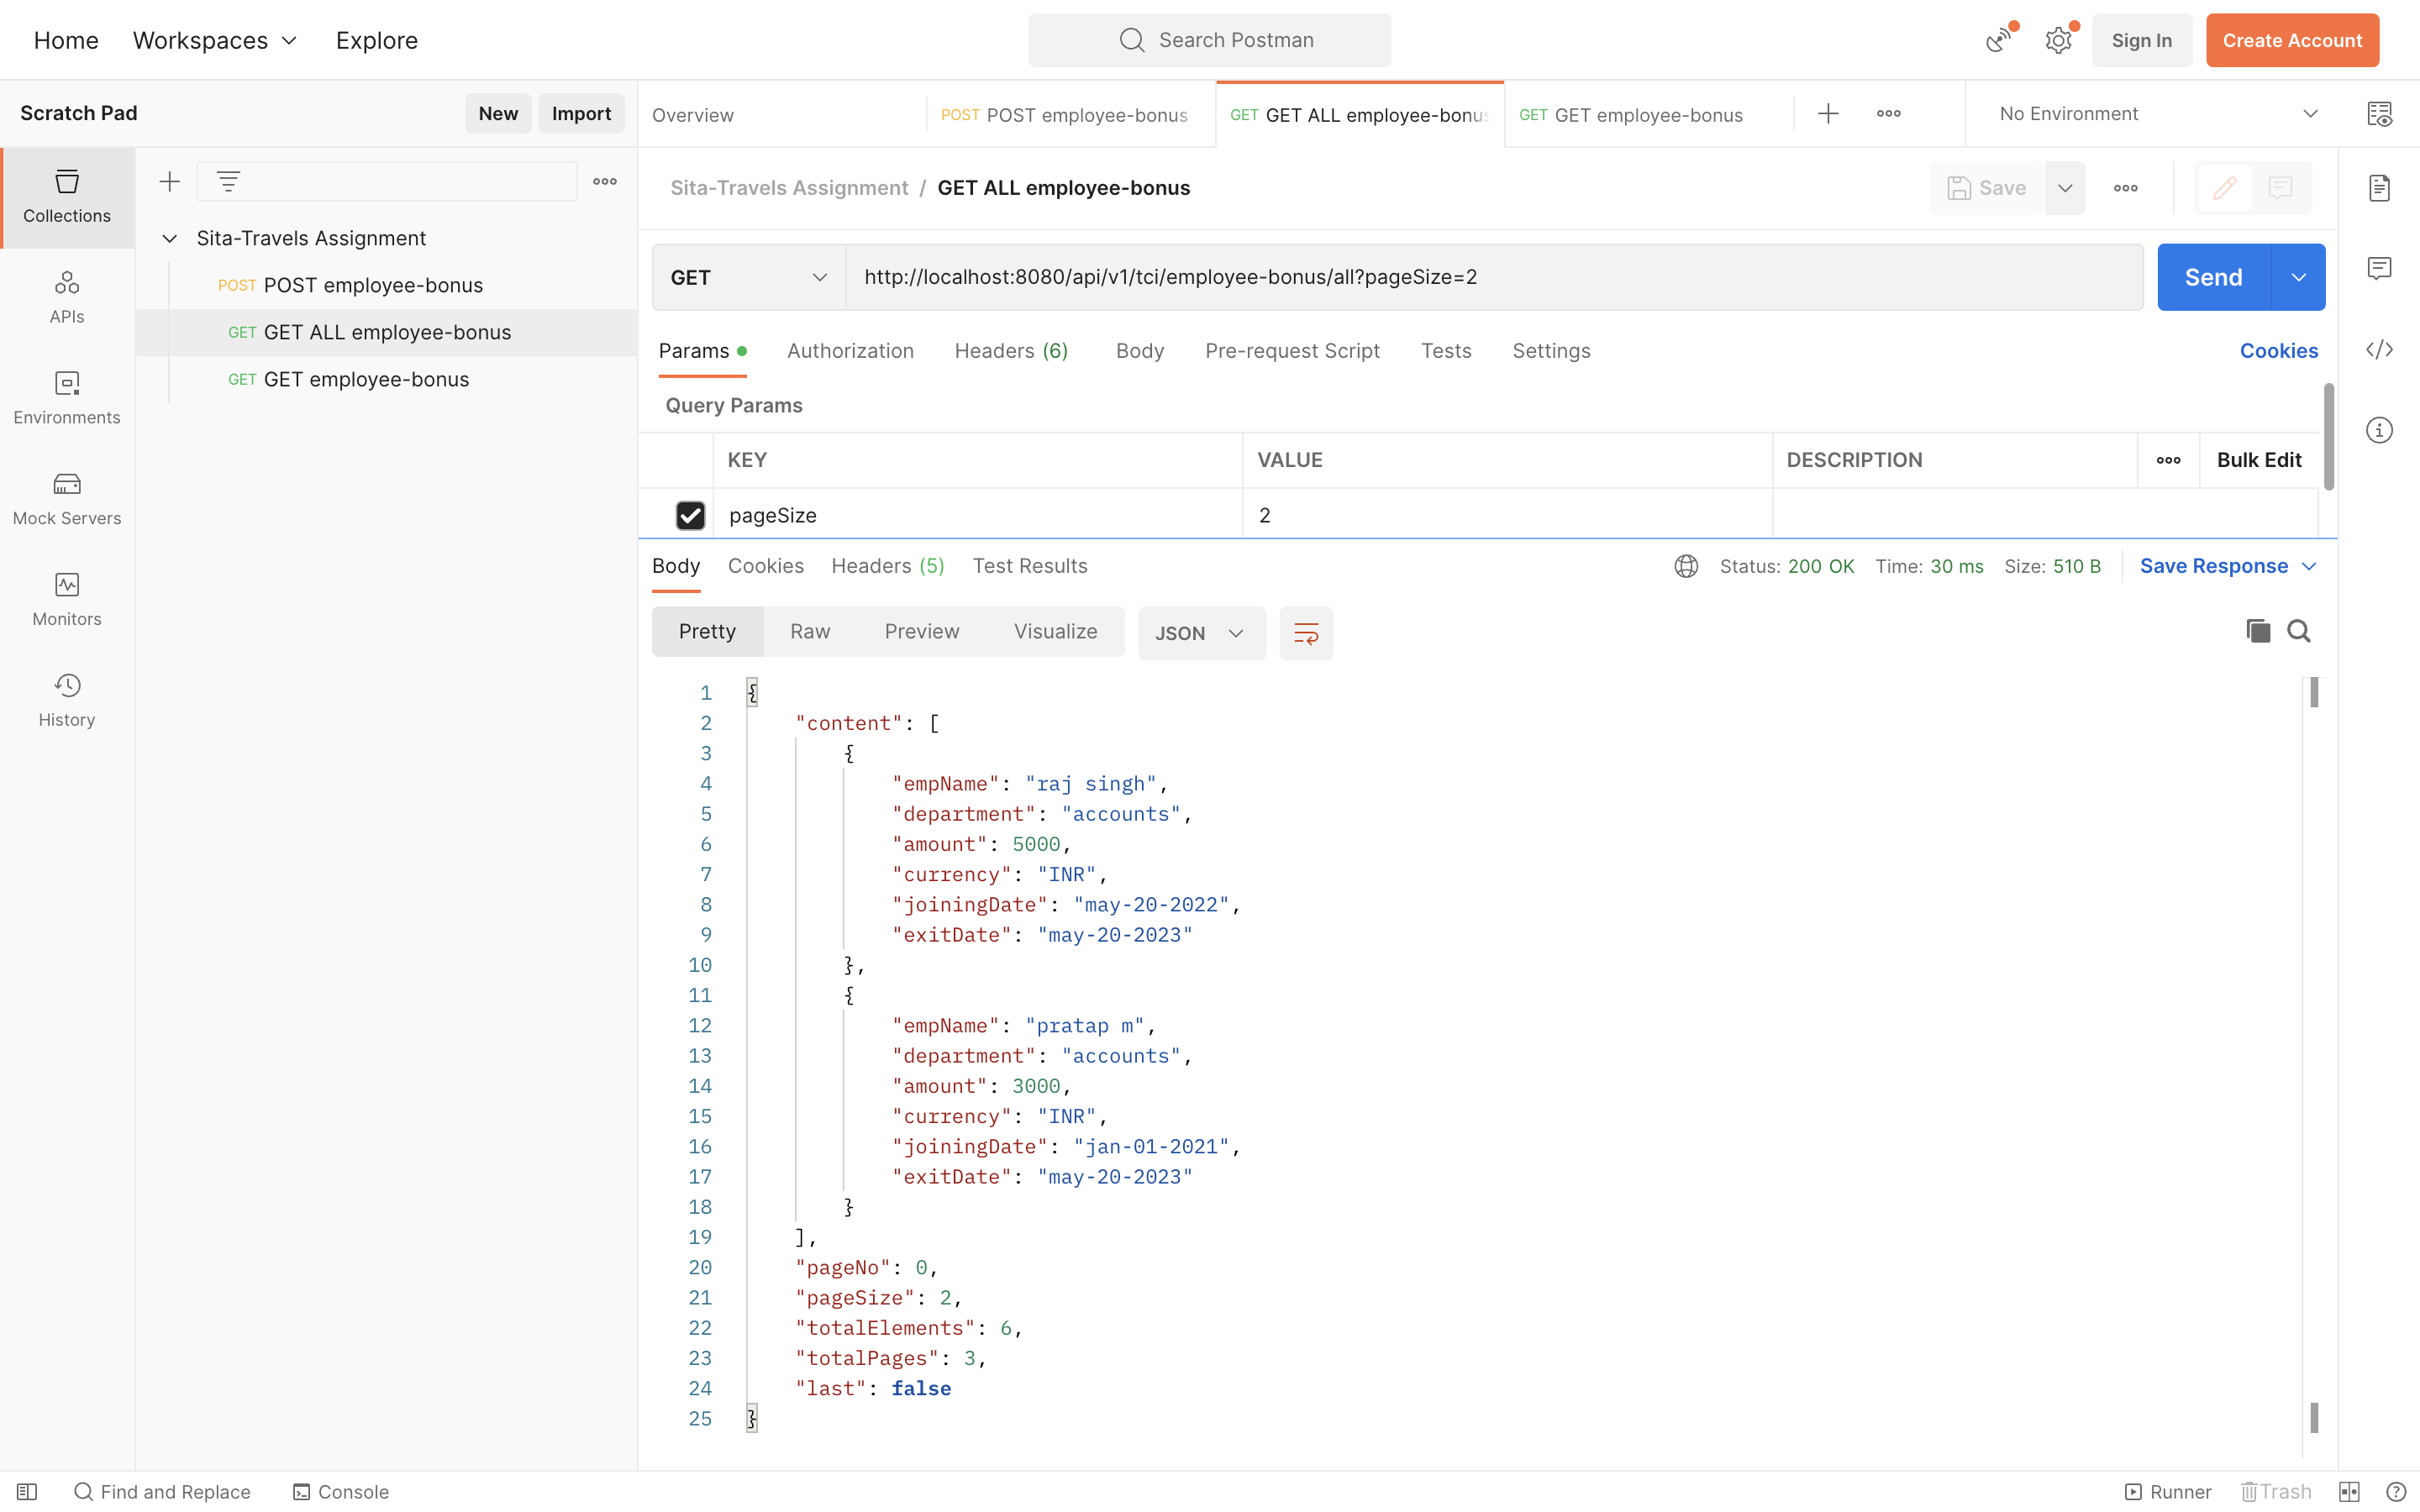 Home Workspaces Explore Search Postman Sign In Create Account
Scratch Pad New Import
Overview POST POST employee-bonus GET GET ALL employee-bonus GET GET employee-bonus No Environment
Collections
APIs
Environments
Mock Servers
Monitors
History
Sita-Travels Assignment
POST POST employee-bonus
GET GET ALL employee-bonus
GET GET employee-bonus
Sita-Travels Assignment / GET ALL employee-bonus Save
GET http://localhost:8080/api/v1/tci/employee-bonus/all?pageSize=2 Send
Params Authorization Headers (6) Body Pre-request Script Tests Settings Cookies
Query Params
KEY VALUE DESCRIPTION Bulk Edit
pageSize 2
Body Cookies Headers (5) Test Results Status: 200 OK Time: 30 ms Size: 510 B Save Response
Pretty Raw Preview Visualize JSON
1 {
2 "content": [
3 {
4 "empName": "raj singh",
5 "department": "accounts",
6 "amount": 5000,
7 "currency": "INR",
8 "joiningDate": "may-20-2022",
9 "exitDate": "may-20-2023"
10 },
11 {
12 "empName": "pratap m",
13 "department": "accounts",
14 "amount": 3000,
15 "currency": "INR",
16 "joiningDate": "jan-01-2021",
17 "exitDate": "may-20-2023"
18 }
19 ],
20 "pageNo": 0,
21 "pageSize": 2,
22 "totalElements": 6,
23 "totalPages": 3,
24 "last": false
25 }
Find and Replace Console Runner Trash